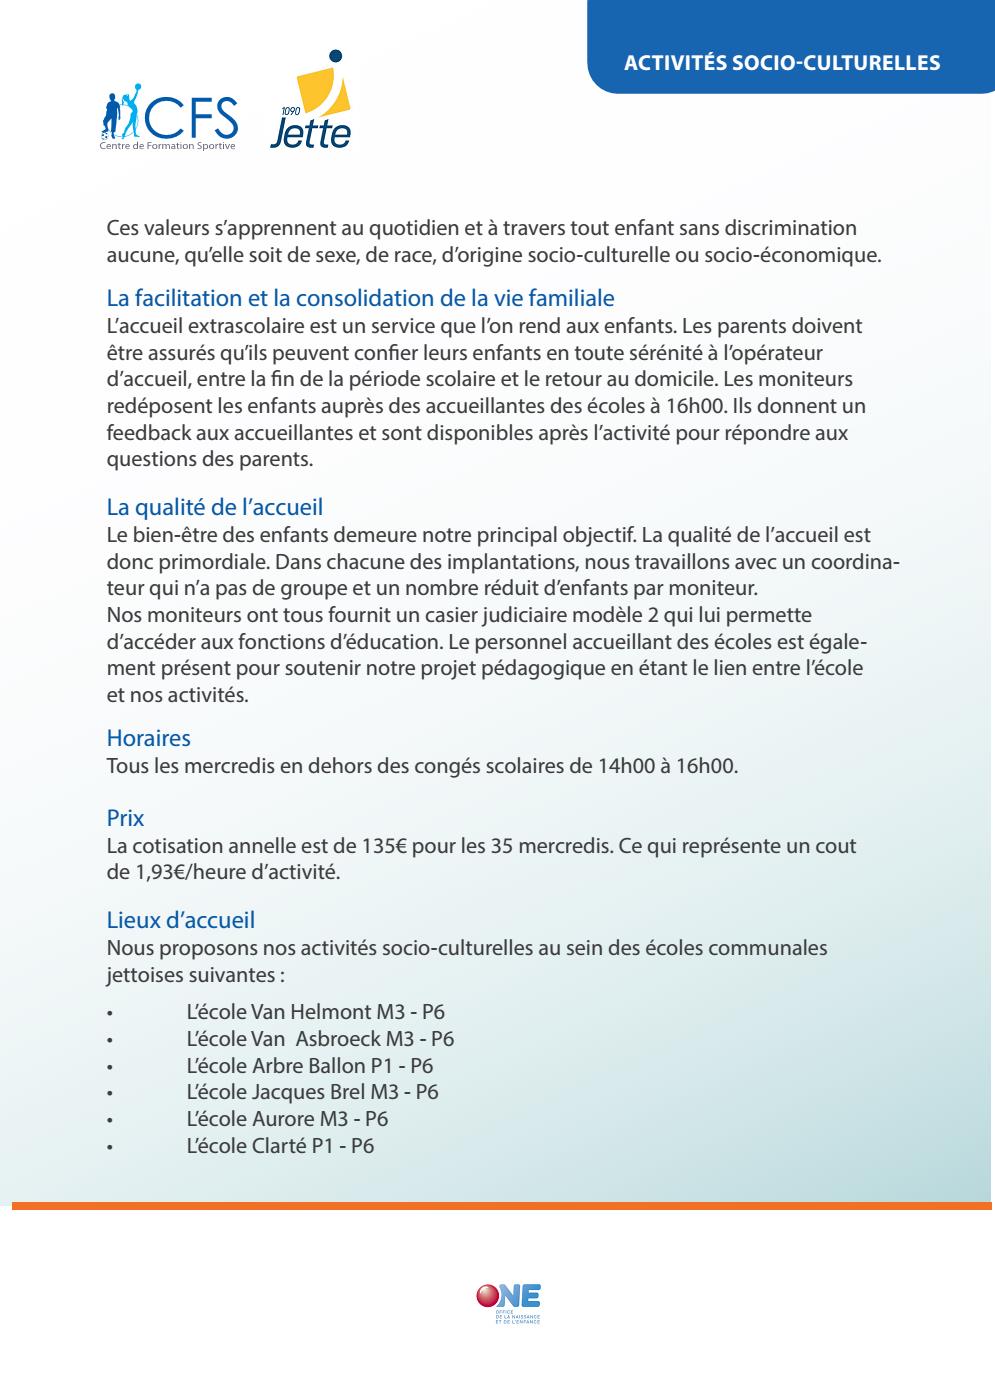 ACTIVITÉS SOCIO-CULTURELLES
CFS
Centre de Formation Sportive
1090
Jette
Ces valeurs s’apprennent au quotidien et à travers tout enfant sans discrimination
aucune, qu’elle soit de sexe, de race, d’origine socio-culturelle ou socio-économique.
La facilitation et la consolidation de la vie familiale
L’accueil extrascolaire est un service que l’on rend aux enfants. Les parents doivent
être assurés qu’ils peuvent confier leurs enfants en toute sérénité à l’opérateur
d’accueil, entre la fin de la période scolaire et le retour au domicile. Les moniteurs
redéposent les enfants auprès des accueillantes des écoles à 16h00. Ils donnent un
feedback aux accueillantes et sont disponibles après l’activité pour répondre aux
questions des parents.
La qualité de l’accueil
Le bien-être des enfants demeure notre principal objectif. La qualité de l’accueil est
donc primordiale. Dans chacune des implantations, nous travaillons avec un coordina-
teur qui n’a pas de groupe et un nombre réduit d’enfants par moniteur.
Nos moniteurs ont tous fournit un casier judiciaire modèle 2 qui lui permette
d’accéder aux fonctions d’éducation. Le personnel accueillant des écoles est égale-
ment présent pour soutenir notre projet pédagogique en étant le lien entre l’école
et nos activités.
Horaires
Tous les mercredis en dehors des congés scolaires de 14h00 à 16h00.
Prix
La cotisation annelle est de 135€ pour les 35 mercredis. Ce qui représente un cout
de 1,93€/heure d’activité.
Lieux d’accueil
Nous proposons nos activités socio-culturelles au sein des écoles communales
jettoises suivantes :
• L’école Van Helmont M3 - P6
• L’école Van  Asbroeck M3 - P6
• L’école Arbre Ballon P1 - P6
• L’école Jacques Brel M3 - P6
• L’école Aurore M3 - P6
• L’école Clarté P1 - P6
ONE
OFFICE
DE LA NAISSANCE
ET DE L’ENFANCE